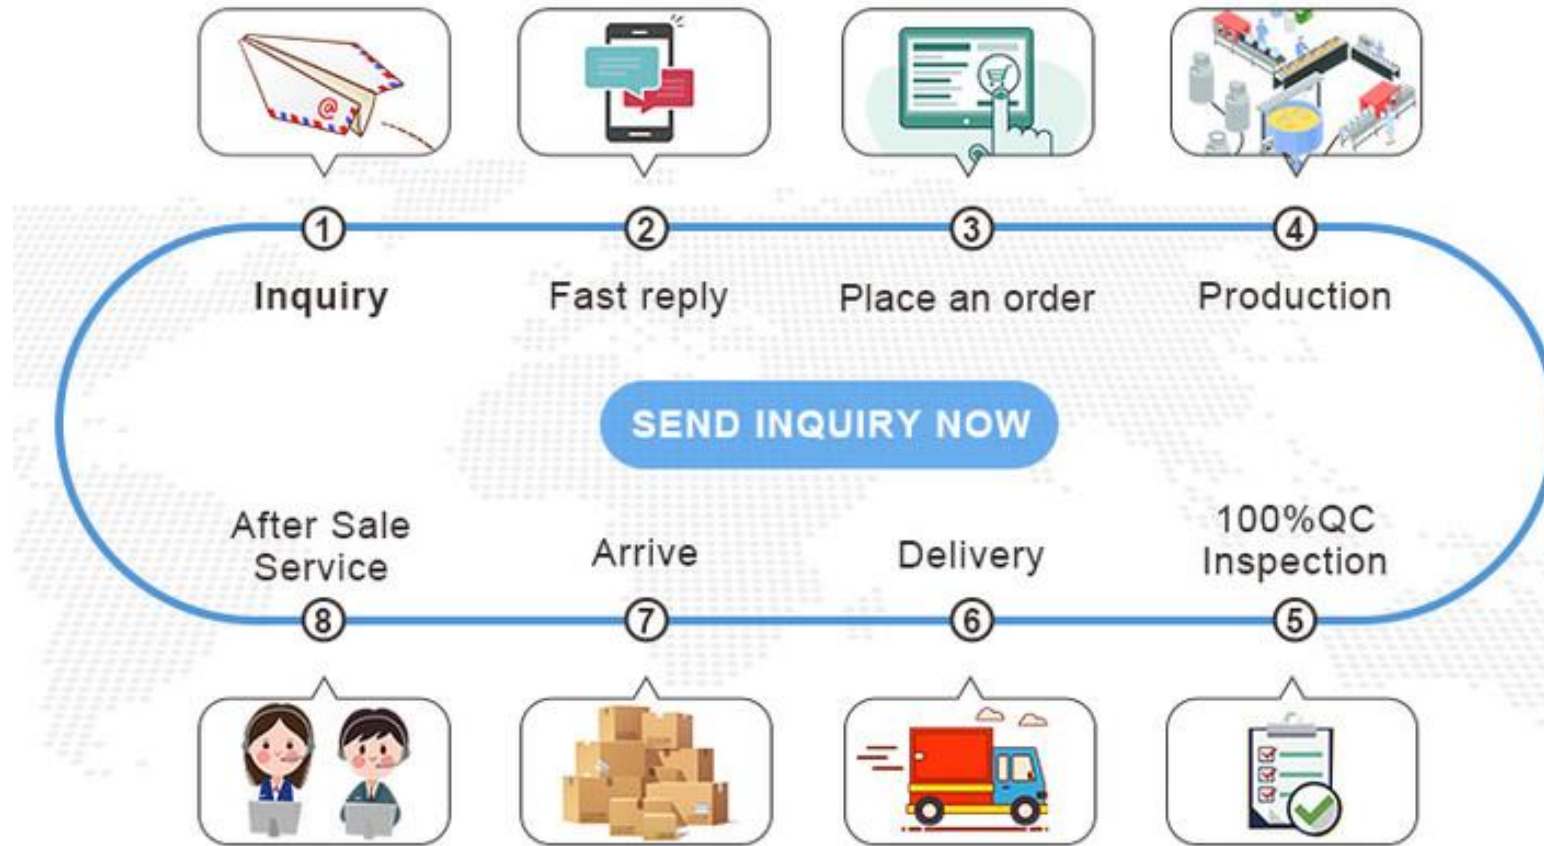 @
1
2
3
4
Inquiry
Fast reply
Place an order
Production
SEND INQUIRY NOW
After Sale
Service
Arrive
Delivery
100%QC
Inspection
8
7
6
5